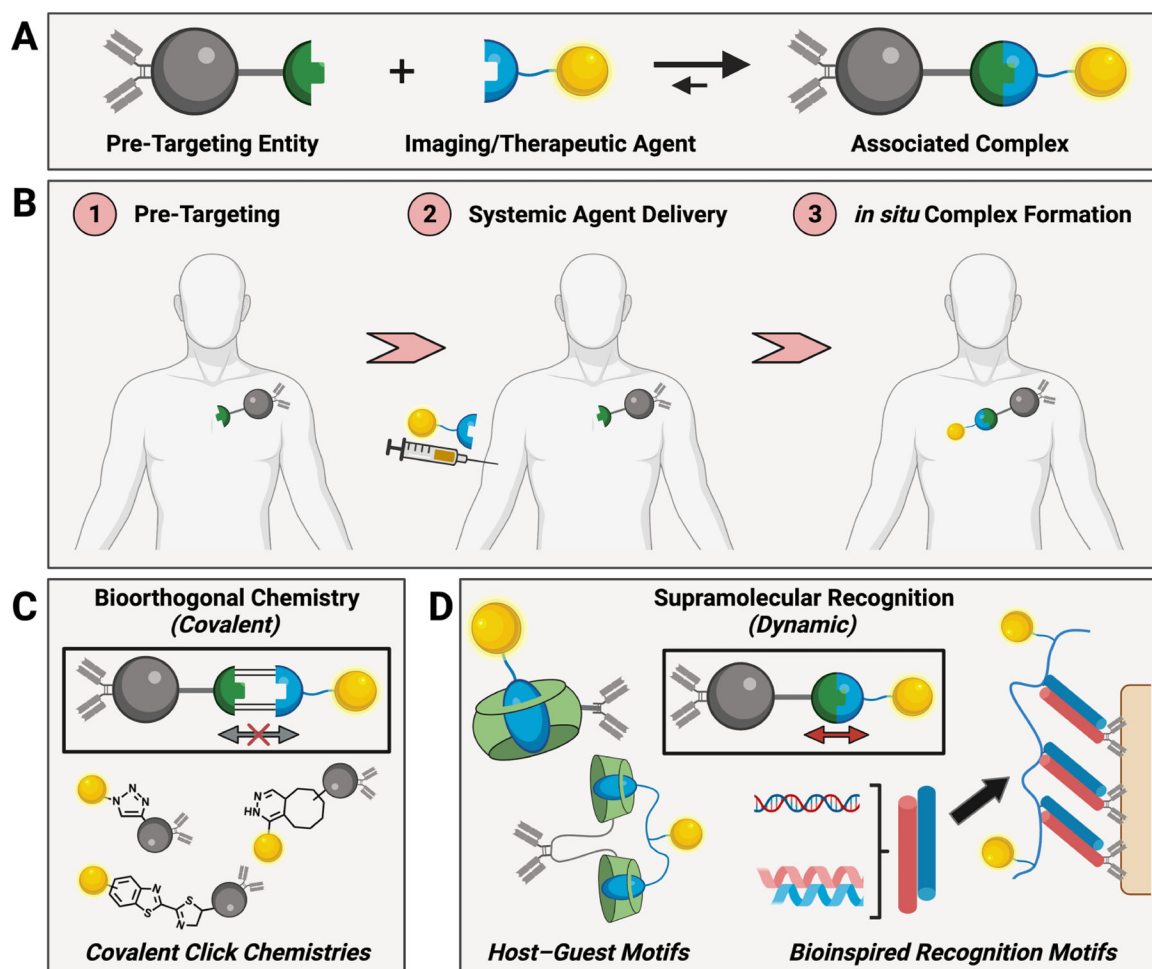 A
+
Pre-Targeting Entity
Imaging/Therapeutic Agent
Associated Complex
B
1 Pre-Targeting
2 Systemic Agent Delivery
3 in situ Complex Formation
C
Bioorthogonal Chemistry
(Covalent)
N
N
N
N
HN
N
S
S
N
Covalent Click Chemistries
D
Supramolecular Recognition
(Dynamic)
Host–Guest Motifs
Bioinspired Recognition Motifs